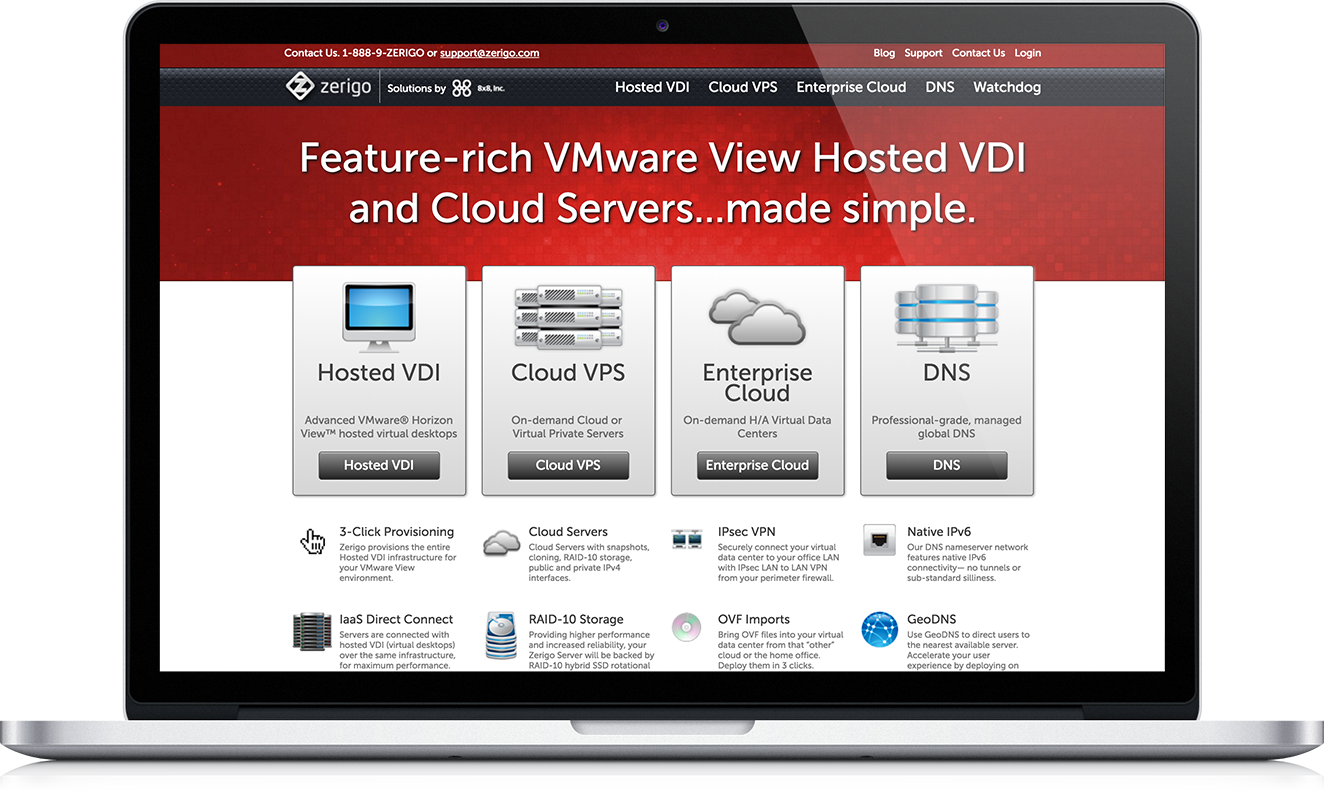 Contact Us. 1-888-9-ZERIGO or support@zerigo.com
Blog Support Contact Us Login
zerigo Solutions by 8x8, Inc.
Hosted VDI Cloud VPS Enterprise Cloud DNS Watchdog
Feature-rich VMware View Hosted VDI
and Cloud Servers...made simple.
Hosted VDI
Advanced VMware® Horizon
View™ hosted virtual desktops
Hosted VDI
Cloud VPS
On-demand Cloud or
Virtual Private Servers
Cloud VPS
Enterprise
Cloud
On-demand H/A Virtual Data
Centers
Enterprise Cloud
DNS
Professional-grade, managed
global DNS
DNS
3-Click Provisioning
Zerigo provisions the entire
Hosted VDI infrastructure for
your VMware View
environment.
Cloud Servers
Cloud Servers with snapshots,
cloning, RAID-10 storage,
public and private IPv4
interfaces.
IPsec VPN
Securely connect your virtual
data center to your office LAN
with IPsec LAN to LAN VPN
from your perimeter firewall.
Native IPv6
Our DNS nameserver network
features native IPv6
connectivity— no tunnels or
sub-standard silliness.
IaaS Direct Connect
Servers are connected with
hosted VDI (virtual desktops)
over the same infrastructure,
for maximum performance.
RAID-10 Storage
Providing higher performance
and increased reliability, your
Zerigo Server will be backed by
RAID-10 hybrid SSD rotational
OVF Imports
Bring OVF files into your virtual
data center from that "other"
cloud or the home office.
Deploy them in 3 clicks.
GeoDNS
Use GeoDNS to direct users to
the nearest available server.
Accelerate your user
experience by deploying on